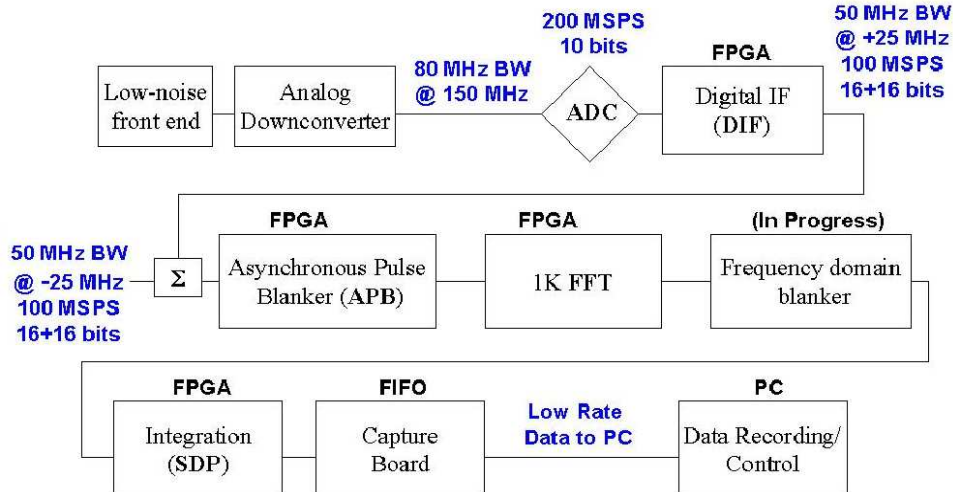 Low-noise
front end
Analog
Downconverter
80 MHz BW
@ 150 MHz
200 MSPS
10 bits
ADC
FPGA
Digital IF
(DIF)
50 MHz BW
@ +25 MHz
100 MSPS
16+16 bits
50 MHz BW
@ -25 MHz
100 MSPS
16+16 bits
Σ
FPGA
Asynchronous Pulse
Blanker (APB)
FPGA
1K FFT
(In Progress)
Frequency domain
blanker
FPGA
Integration
(SDP)
FIFO
Capture
Board
Low Rate
Data to PC
PC
Data Recording/
Control